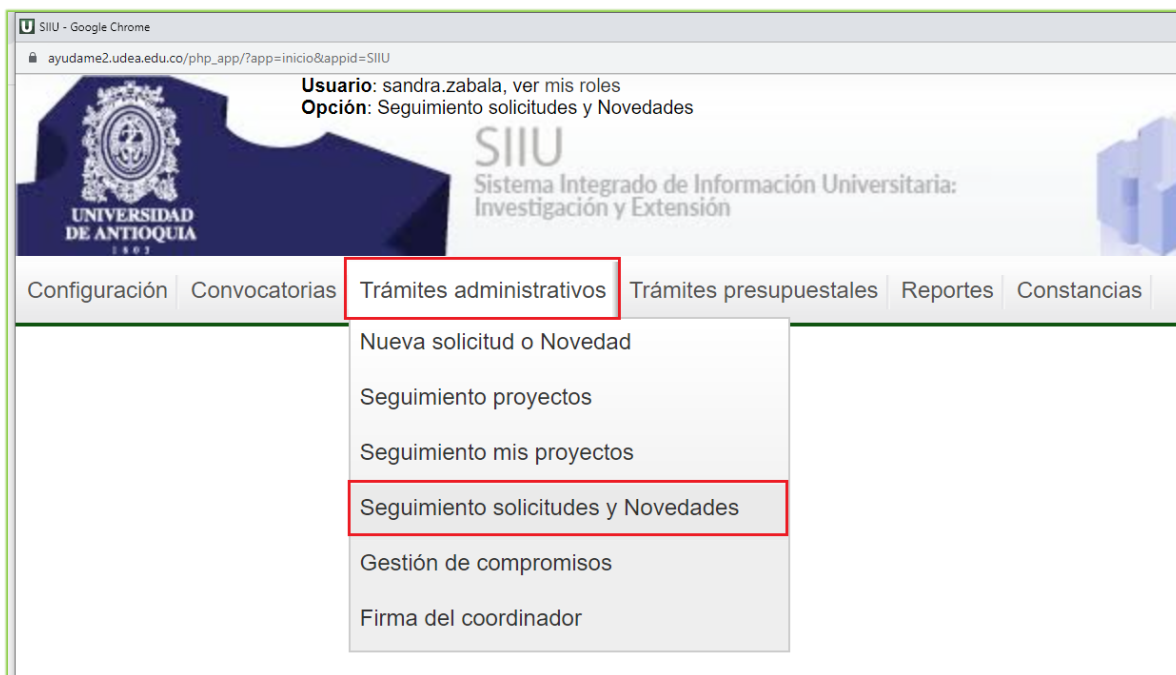 SIIU - Google Chrome
ayudame2.udea.edu.co/php_app/?app=inicio&appid=SIIU
Usuario: sandra.zabala, ver mis roles
Opción: Seguimiento solicitudes y Novedades
SIIU
Sistema Integrado de Información Universitaria:
Investigación y Extensión
UNIVERSIDAD
DE ANTIOQUIA
1803
Configuración Convocatorias Trámites administrativos Trámites presupuestales Reportes Constancias
Nueva solicitud o Novedad
Seguimiento proyectos
Seguimiento mis proyectos
Seguimiento solicitudes y Novedades
Gestión de compromisos
Firma del coordinador